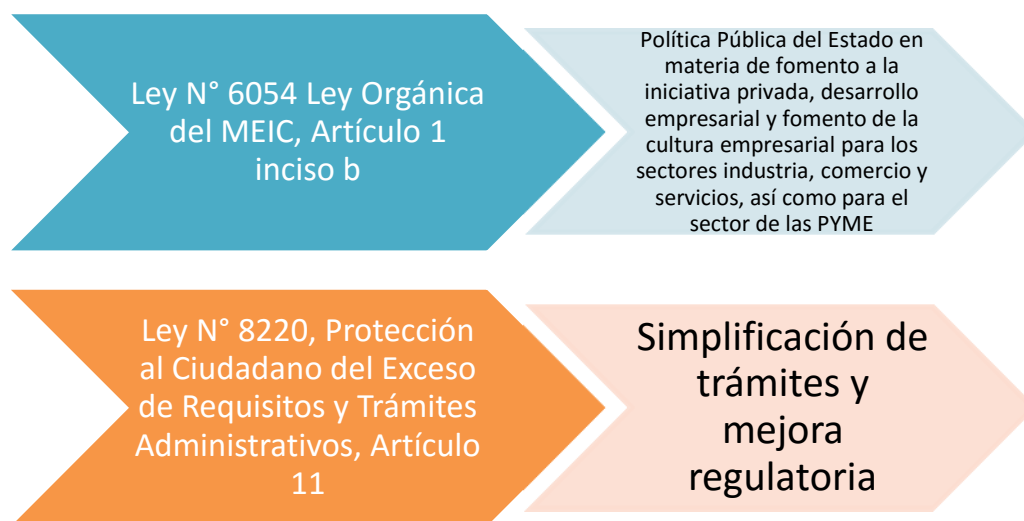 Ley N° 6054 Ley Orgánica
del MEIC, Artículo 1
inciso b
Política Pública del Estado en
materia de fomento a la
iniciativa privada, desarrollo
empresarial y fomento de la
cultura empresarial para los
sectores industria, comercio y
servicios, así como para el
sector de las PYME
Ley N° 8220, Protección
al Ciudadano del Exceso
de Requisitos y Trámites
Administrativos, Artículo
11
Simplificación de
trámites y
mejora
regulatoria